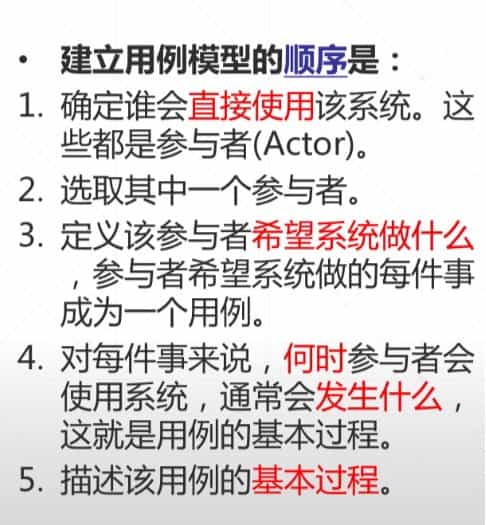 • 建立用例模型的顺序是：
1. 确定谁会直接使用该系统。这
些都是参与者(Actor)。
2. 选取其中一个参与者。
3. 定义该参与者希望系统做什么
，参与者希望系统做的每件事
成为一个用例。
4. 对每件事来说，何时参与者会
使用系统，通常会发生什么，
这就是用例的基本过程。
5. 描述该用例的基本过程。